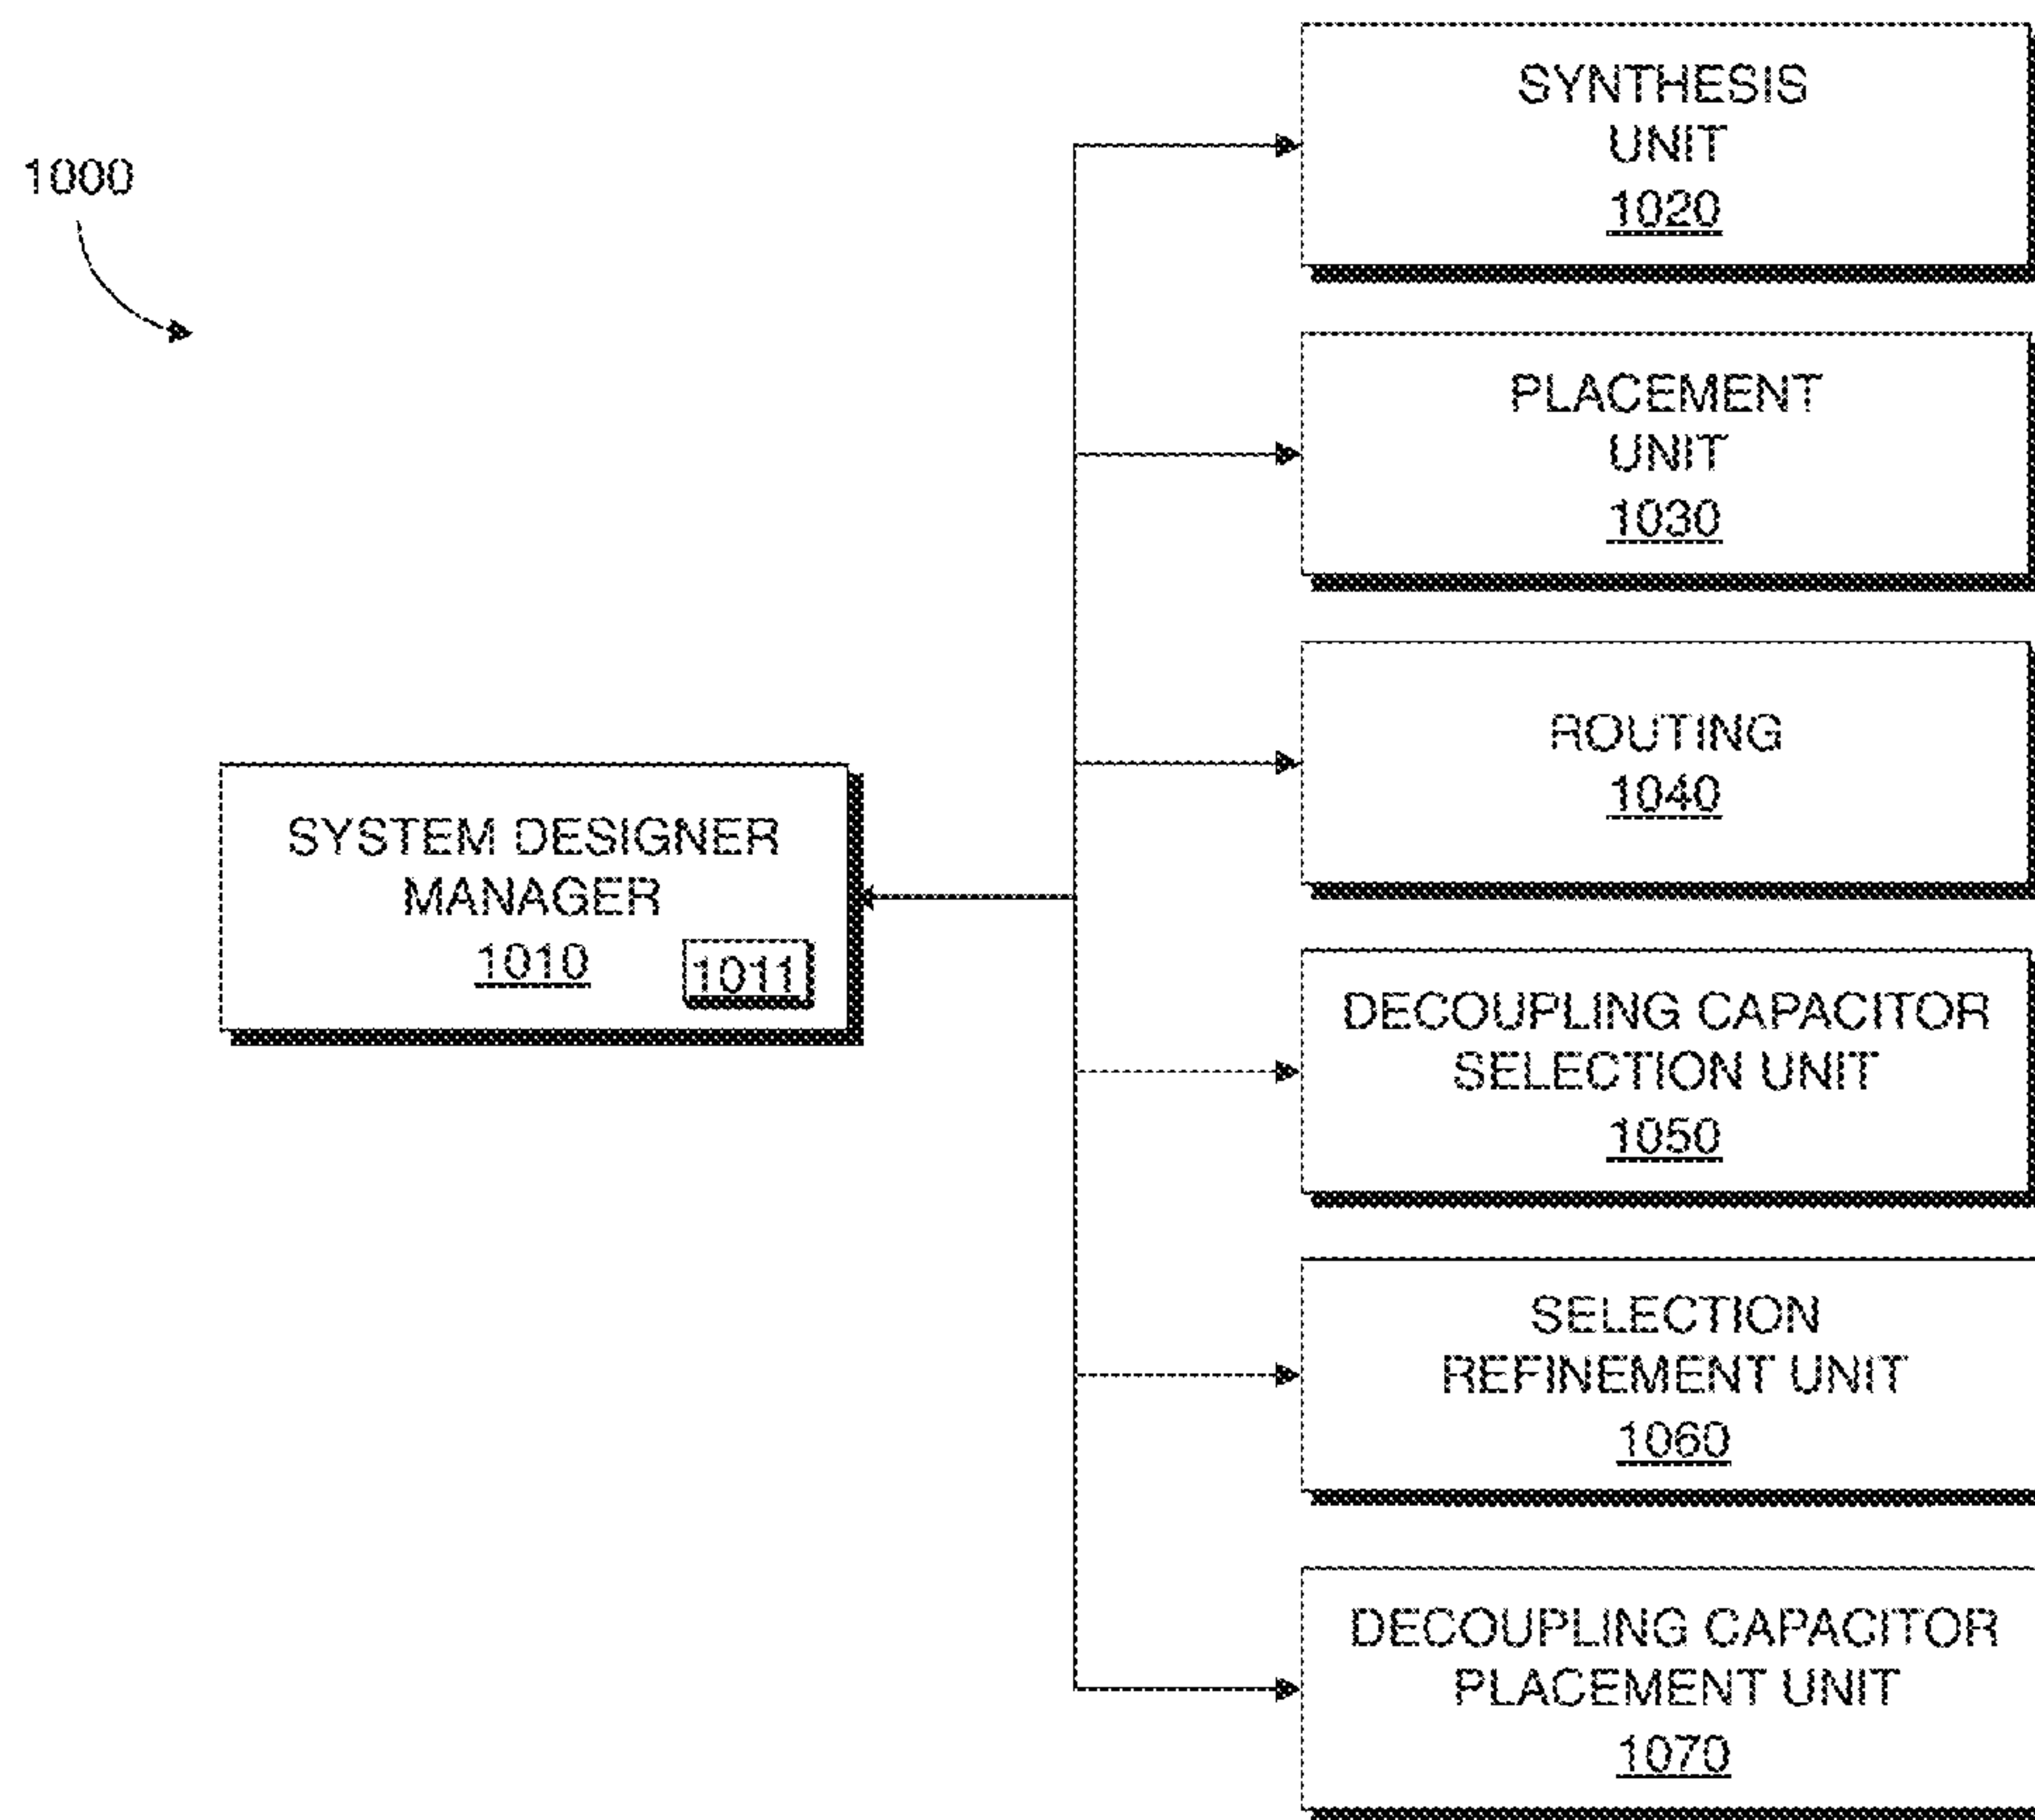 1000
SYNTHESIS
UNIT
1020
PLACEMENT
UNIT
1030
ROUTING
1040
SYSTEM DESIGNER
MANAGER
1010
1011
DECOUPLING CAPACITOR
SELECTION UNIT
1050
SELECTION
REFINEMENT UNIT
1060
DECOUPLING CAPACITOR
PLACEMENT UNIT
1070